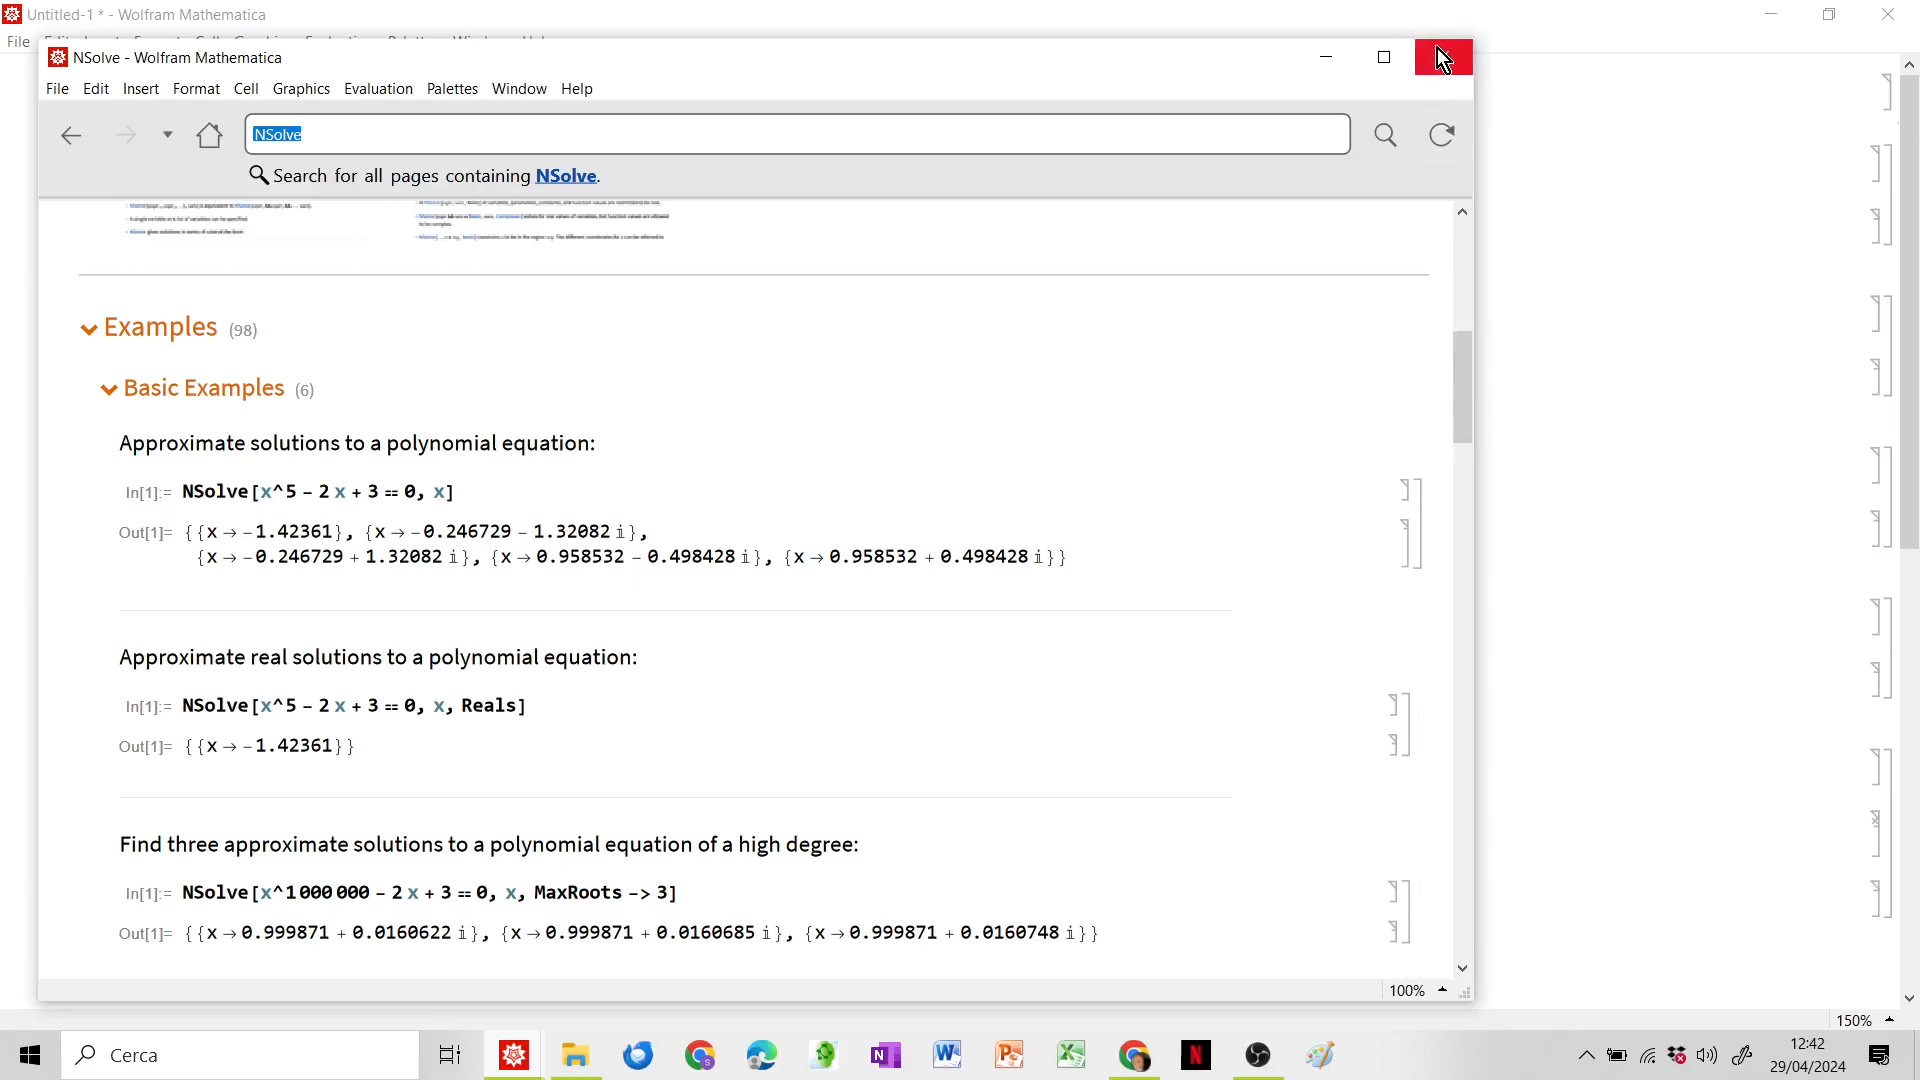 Untitled-1 * - Wolfram Mathematica
File
NSolve - Wolfram Mathematica
File Edit Insert Format Cell Graphics Evaluation Palettes Window Help
NSolve
Search for all pages containing NSolve.
Examples (98)
Basic Examples (6)
Approximate solutions to a polynomial equation:
In[1]:= NSolve[x^5 - 2 x + 3 == 0, x]
Out[1]= {{x → -1.42361}, {x → -0.246729 - 1.32082 i},
{x → -0.246729 + 1.32082 i}, {x → 0.958532 - 0.498428 i}, {x → 0.958532 + 0.498428 i}}
Approximate real solutions to a polynomial equation:
In[1]:= NSolve[x^5 - 2 x + 3 == 0, x, Reals]
Out[1]= {{x → -1.42361}}
Find three approximate solutions to a polynomial equation of a high degree:
In[1]:= NSolve[x^1 000 000 - 2 x + 3 == 0, x, MaxRoots -> 3]
Out[1]= {{x → 0.999871 + 0.0160622 i}, {x → 0.999871 + 0.0160685 i}, {x → 0.999871 + 0.0160748 i}}
100%
150%
Cerca
12:42
29/04/2024